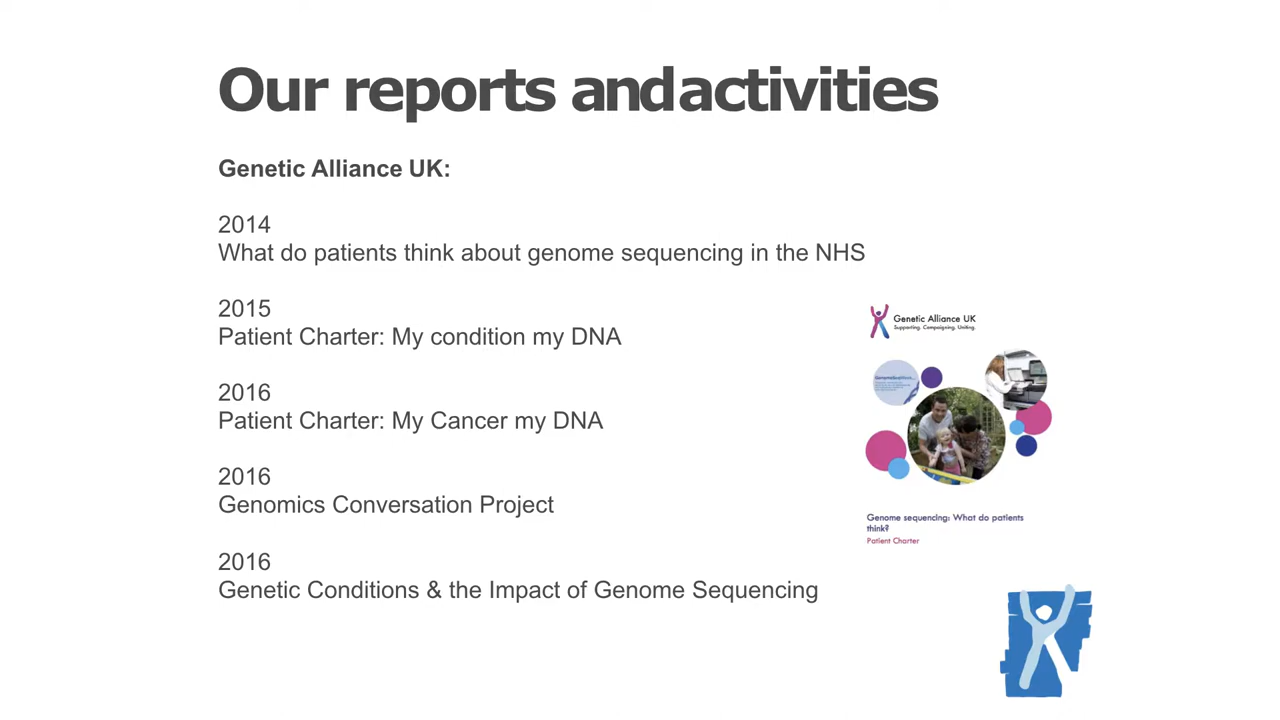 Our reports andactivities
Genetic Alliance UK:
2014
What do patients think about genome sequencing in the NHS
2015
Patient Charter: My condition my DNA
2016
Patient Charter: My Cancer my DNA
2016
Genomics Conversation Project
2016
Genetic Conditions & the Impact of Genome Sequencing
Genetic Alliance UK
Supporting. Campaigning. Uniting.
Genome sequencing: What do patients
think?
Patient Charter